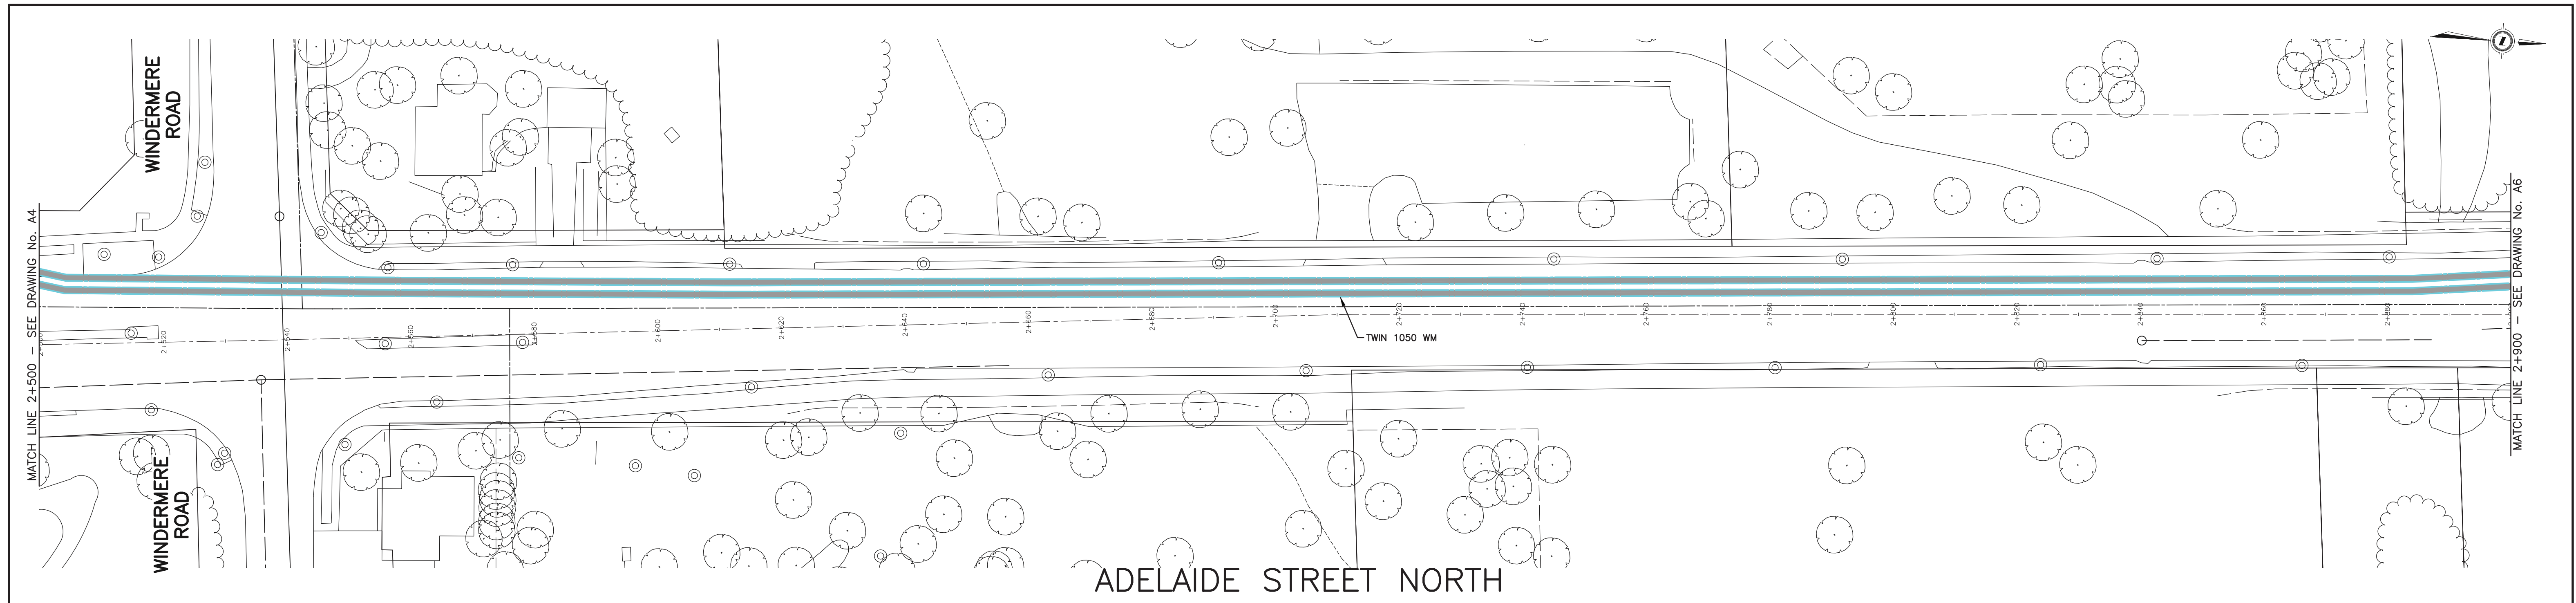 WINDERMERE
ROAD
MATCH LINE 2+500 – SEE DRAWING No. A4
MATCH LINE 2+900 – SEE DRAWING No. A6
2+520
2+540
2+560
2+580
2+600
2+620
2+640
2+660
2+680
2+700
2+720
2+740
2+760
2+780
2+800
2+820
2+840
2+860
2+880
TWIN 1050 WM
WINDERMERE
ROAD
ADELAIDE STREET NORTH